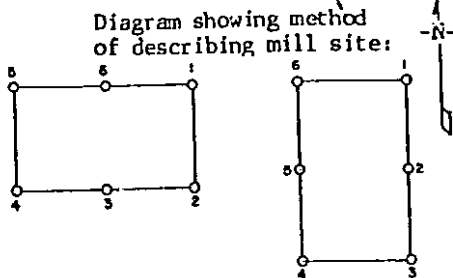 Diagram showing method
of describing mill site:
-N-
5 6 1
4 3 2
6 1
5 2
4 3